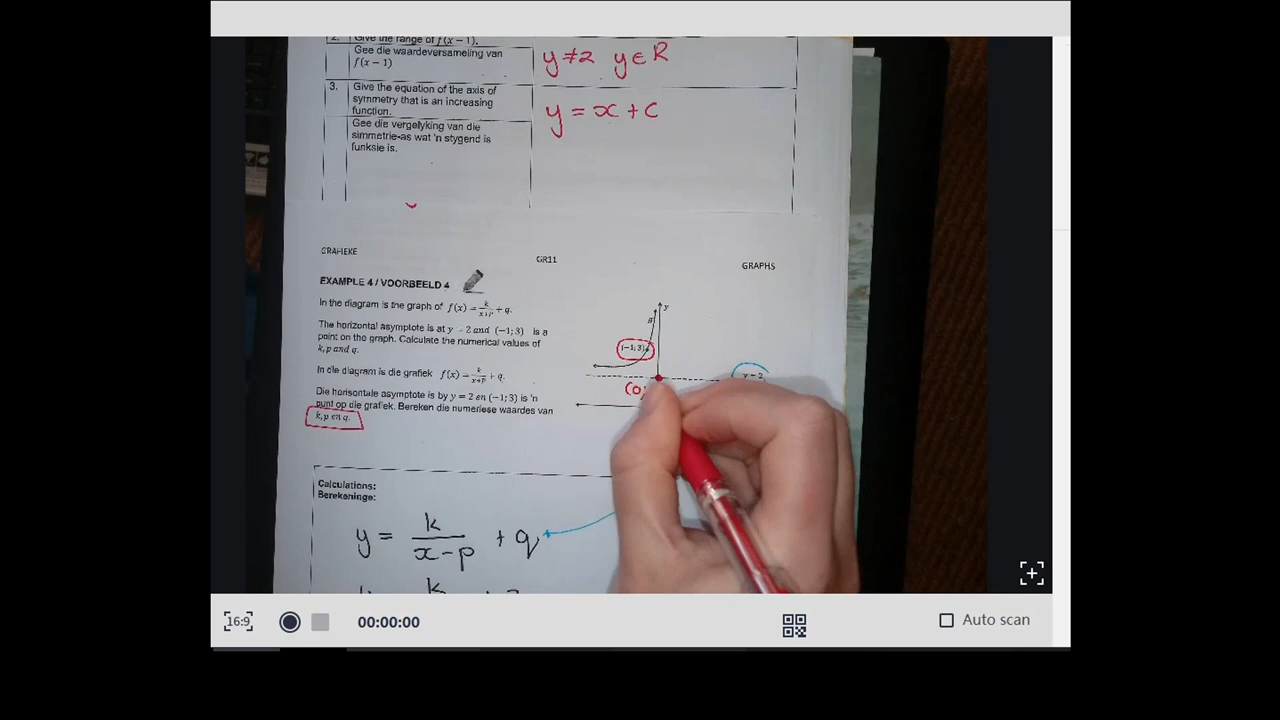 2. Give the range of f(x − 1).
Gee die waardeversameling van
f(x − 1)
y ≠ 2 y ∈ R
3. Give the equation of the axis of
symmetry that is an increasing
function.
y = x + c
Gee die vergelyking van die
simmetrie-as wat 'n stygend is
funksie is.
GRAFIEKE
GR11
GRAPHS
EXAMPLE 4 / VOORBEELD 4
In the diagram is the graph of f(x) = k/(x+p) + q.
The horizontal asymptote is at y = 2 and (−1; 3) is a
point on the graph. Calculate the numerical values of
k, p and q.
In die diagram is die grafiek f(x) = k/(x+p) + q.
Die horisontale asymptote is by y = 2 en (−1; 3) is 'n
punt op die grafiek. Bereken die numeriese waardes van
k, p en q.
y
(−1; 3)
y = 2
(0;
Calculations:
Berekeninge:
y = k/(x − p) + q
16:9
00:00:00
Auto scan